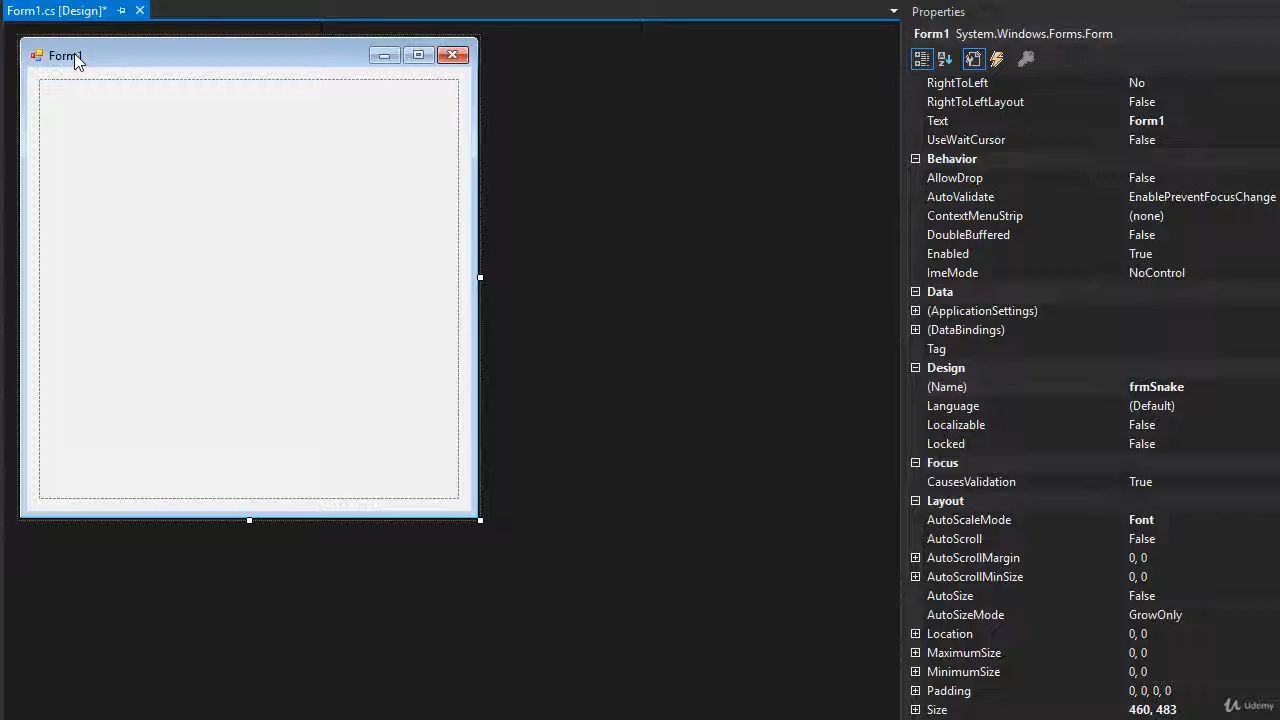 Form1.cs [Design]*
Form1
Properties
Form1 System.Windows.Forms.Form
RightToLeft No
RightToLeftLayout False
Text Form1
UseWaitCursor False
Behavior
AllowDrop False
AutoValidate EnablePreventFocusChange
ContextMenuStrip (none)
DoubleBuffered False
Enabled True
ImeMode NoControl
Data
(ApplicationSettings)
(DataBindings)
Tag
Design
(Name) frmSnake
Language (Default)
Localizable False
Locked False
Focus
CausesValidation True
Layout
AutoScaleMode Font
AutoScroll False
AutoScrollMargin 0, 0
AutoScrollMinSize 0, 0
AutoSize False
AutoSizeMode GrowOnly
Location 0, 0
MaximumSize 0, 0
MinimumSize 0, 0
Padding 0, 0, 0, 0
Size 460, 483
Udemy